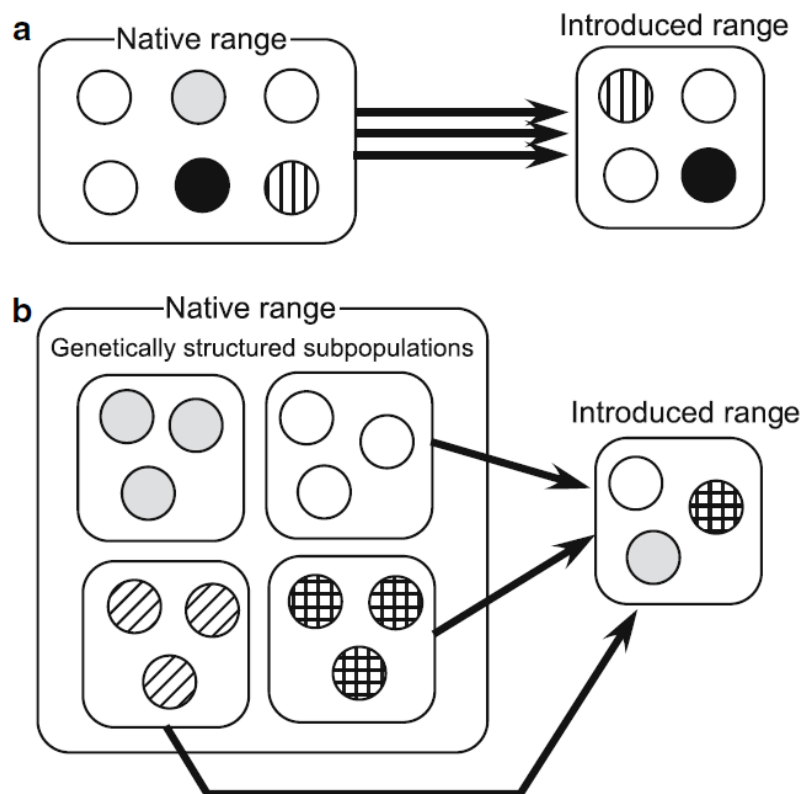 a
Native range
Introduced range
b
Native range
Genetically structured subpopulations
Introduced range